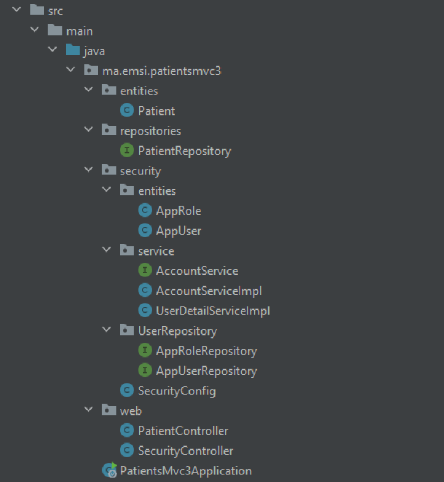 src
main
java
ma.emsi.patientsmvc3
entities
Patient
repositories
PatientRepository
security
entities
AppRole
AppUser
service
AccountService
AccountServiceImpl
UserDetailServiceImpl
UserRepository
AppRoleRepository
AppUserRepository
SecurityConfig
web
PatientController
SecurityController
PatientsMvc3Application